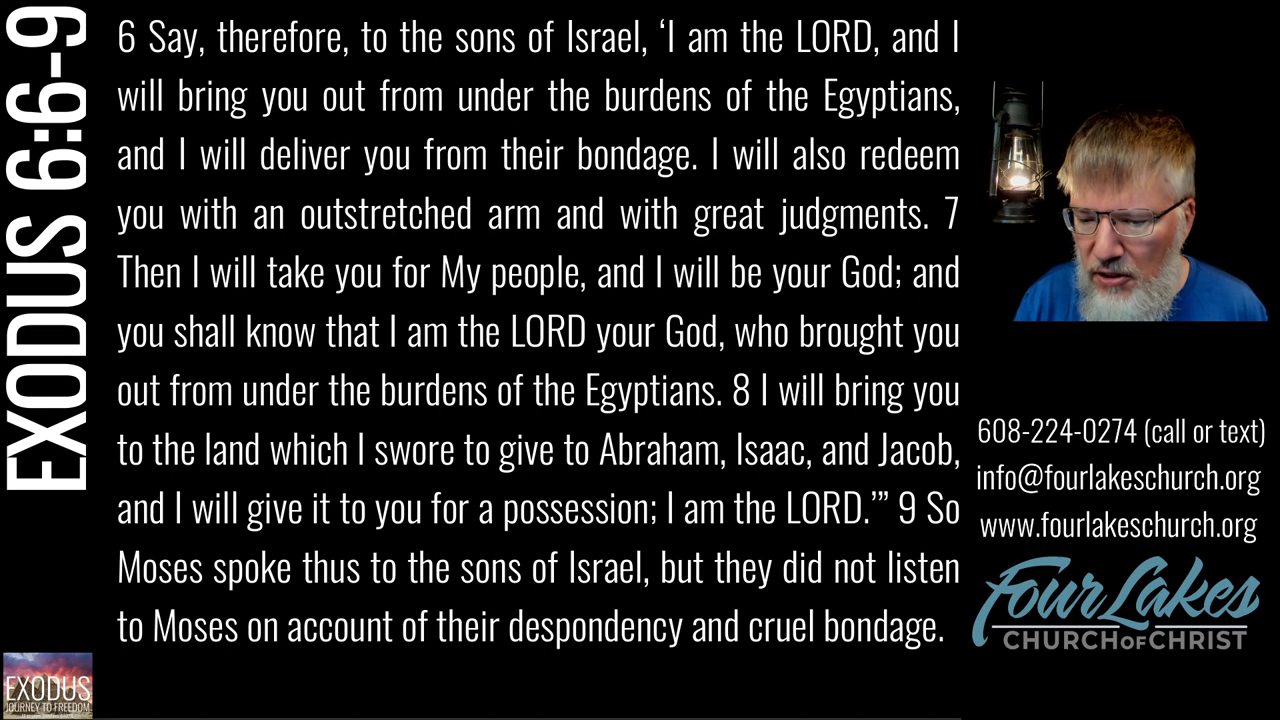 EXODUS 6:6-9
6 Say, therefore, to the sons of Israel, ‘I am the LORD, and I
will bring you out from under the burdens of the Egyptians,
and I will deliver you from their bondage. I will also redeem
you with an outstretched arm and with great judgments. 7
Then I will take you for My people, and I will be your God; and
you shall know that I am the LORD your God, who brought you
out from under the burdens of the Egyptians. 8 I will bring you
to the land which I swore to give to Abraham, Isaac, and Jacob,
and I will give it to you for a possession; I am the LORD.’” 9 So
Moses spoke thus to the sons of Israel, but they did not listen
to Moses on account of their despondency and cruel bondage.
608-224-0274 (call or text)
info@fourlakeschurch.org
www.fourlakeschurch.org
Four Lakes
CHURCH OF CHRIST
EXODUS
JOURNEY TO FREEDOM